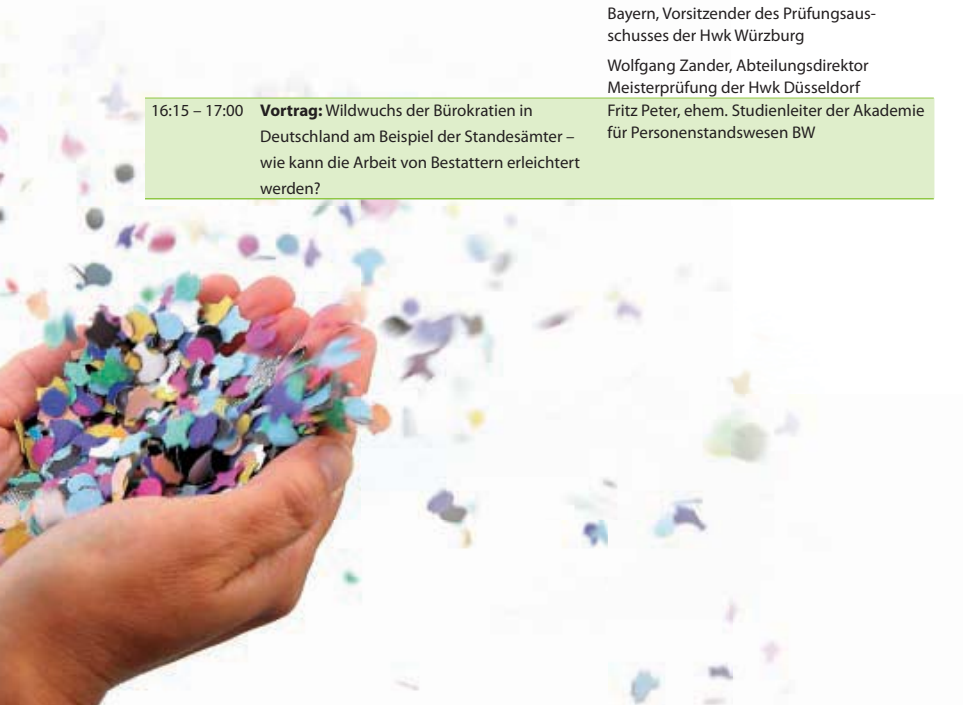 Bayern, Vorsitzender des Prüfungsaus-
schusses der Hwk Würzburg
Wolfgang Zander, Abteilungsdirektor
Meisterprüfung der Hwk Düsseldorf
16:15 – 17:00 Vortrag: Wildwuchs der Bürokratien in
Deutschland am Beispiel der Standesämter –
wie kann die Arbeit von Bestattern erleichtert
werden?
Fritz Peter, ehem. Studienleiter der Akademie
für Personenstandswesen BW